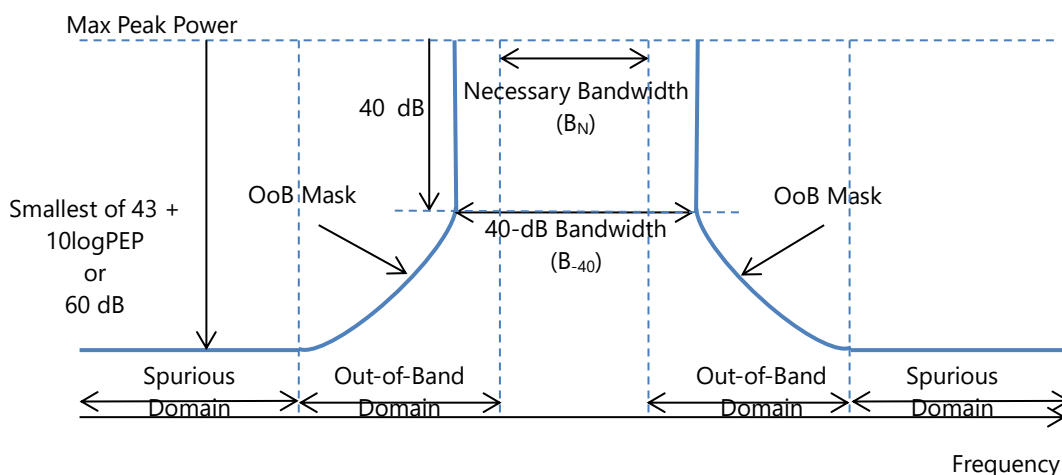 Max Peak Power
Necessary Bandwidth
(BN)
40 dB
OoB Mask
OoB Mask
Smallest of 43 +
10logPEP
or
60 dB
40-dB Bandwidth
(B-40)
Spurious
Domain
Out-of-Band
Domain
Out-of-Band
Domain
Spurious
Domain
Frequency